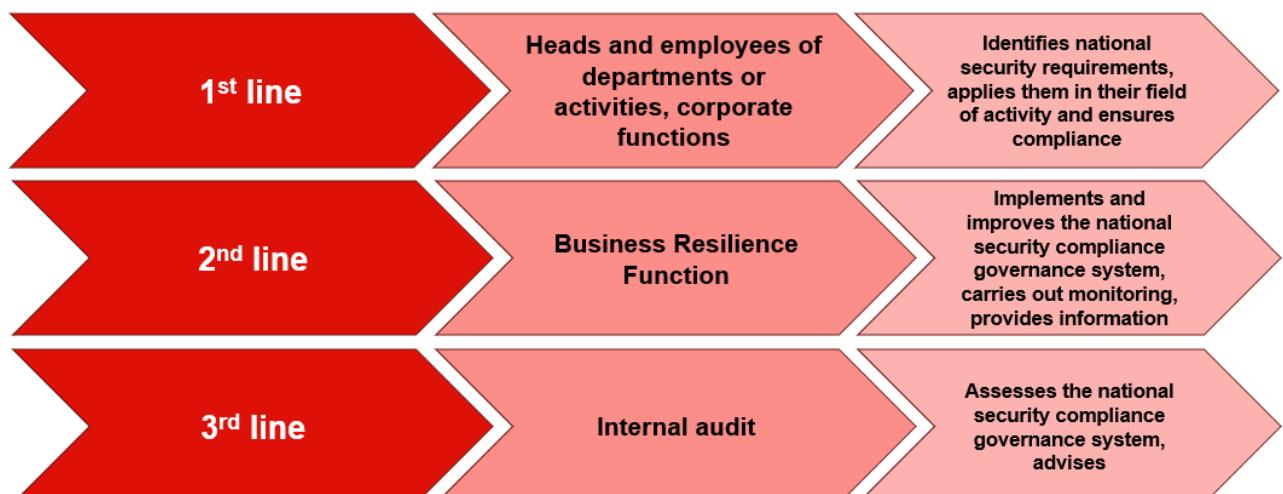 1st line
Heads and employees of
departments or
activities, corporate
functions
Identifies national
security requirements,
applies them in their field
of activity and ensures
compliance
2nd line
Business Resilience
Function
Implements and
improves the national
security compliance
governance system,
carries out monitoring,
provides information
3rd line
Internal audit
Assesses the national
security compliance
governance system,
advises